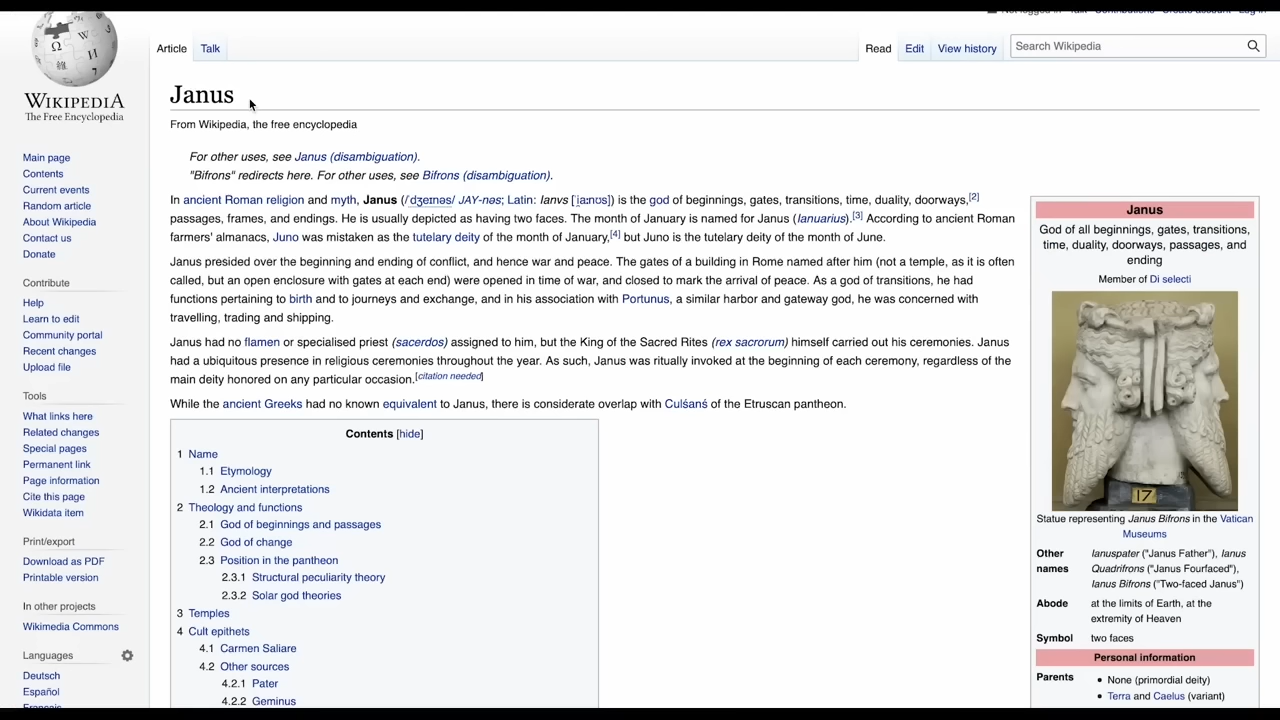 Not logged in Talk Contributions Create account Log in
WIKIPEDIA
The Free Encyclopedia
Main page
Contents
Current events
Random article
About Wikipedia
Contact us
Donate
Contribute
Help
Learn to edit
Community portal
Recent changes
Upload file
Tools
What links here
Related changes
Special pages
Permanent link
Page information
Cite this page
Wikidata item
Print/export
Download as PDF
Printable version
In other projects
Wikimedia Commons
Languages
Deutsch
Español
Français
Article Talk
Read Edit View history
Search Wikipedia
Janus
From Wikipedia, the free encyclopedia
For other uses, see Janus (disambiguation).
"Bifrons" redirects here. For other uses, see Bifrons (disambiguation).
In ancient Roman religion and myth, Janus (/ˈdʒeɪnəs/ JAY-nəs; Latin: Ianvs [ˈi̯aːnʊs]) is the god of beginnings, gates, transitions, time, duality, doorways,[2]
passages, frames, and endings. He is usually depicted as having two faces. The month of January is named for Janus (Ianuarius).[3] According to ancient Roman
farmers' almanacs, Juno was mistaken as the tutelary deity of the month of January,[4] but Juno is the tutelary deity of the month of June.
Janus presided over the beginning and ending of conflict, and hence war and peace. The gates of a building in Rome named after him (not a temple, as it is often
called, but an open enclosure with gates at each end) were opened in time of war, and closed to mark the arrival of peace. As a god of transitions, he had
functions pertaining to birth and to journeys and exchange, and in his association with Portunus, a similar harbor and gateway god, he was concerned with
travelling, trading and shipping.
Janus had no flamen or specialised priest (sacerdos) assigned to him, but the King of the Sacred Rites (rex sacrorum) himself carried out his ceremonies. Janus
had a ubiquitous presence in religious ceremonies throughout the year. As such, Janus was ritually invoked at the beginning of each ceremony, regardless of the
main deity honored on any particular occasion.[citation needed]
While the ancient Greeks had no known equivalent to Janus, there is considerate overlap with Culśanś of the Etruscan pantheon.
Contents [hide]
1 Name
1.1 Etymology
1.2 Ancient interpretations
2 Theology and functions
2.1 God of beginnings and passages
2.2 God of change
2.3 Position in the pantheon
2.3.1 Structural peculiarity theory
2.3.2 Solar god theories
3 Temples
4 Cult epithets
4.1 Carmen Saliare
4.2 Other sources
4.2.1 Pater
4.2.2 Geminus
Janus
God of all beginnings, gates, transitions,
time, duality, doorways, passages, and
ending
Member of Di selecti
17
Statue representing Janus Bifrons in the Vatican
Museums
Other names Ianuspater ("Janus Father"), Ianus
Quadrifrons ("Janus Fourfaced"),
Ianus Bifrons ("Two-faced Janus")
Abode at the limits of Earth, at the
extremity of Heaven
Symbol two faces
Personal information
Parents • None (primordial deity)
• Terra and Caelus (variant)